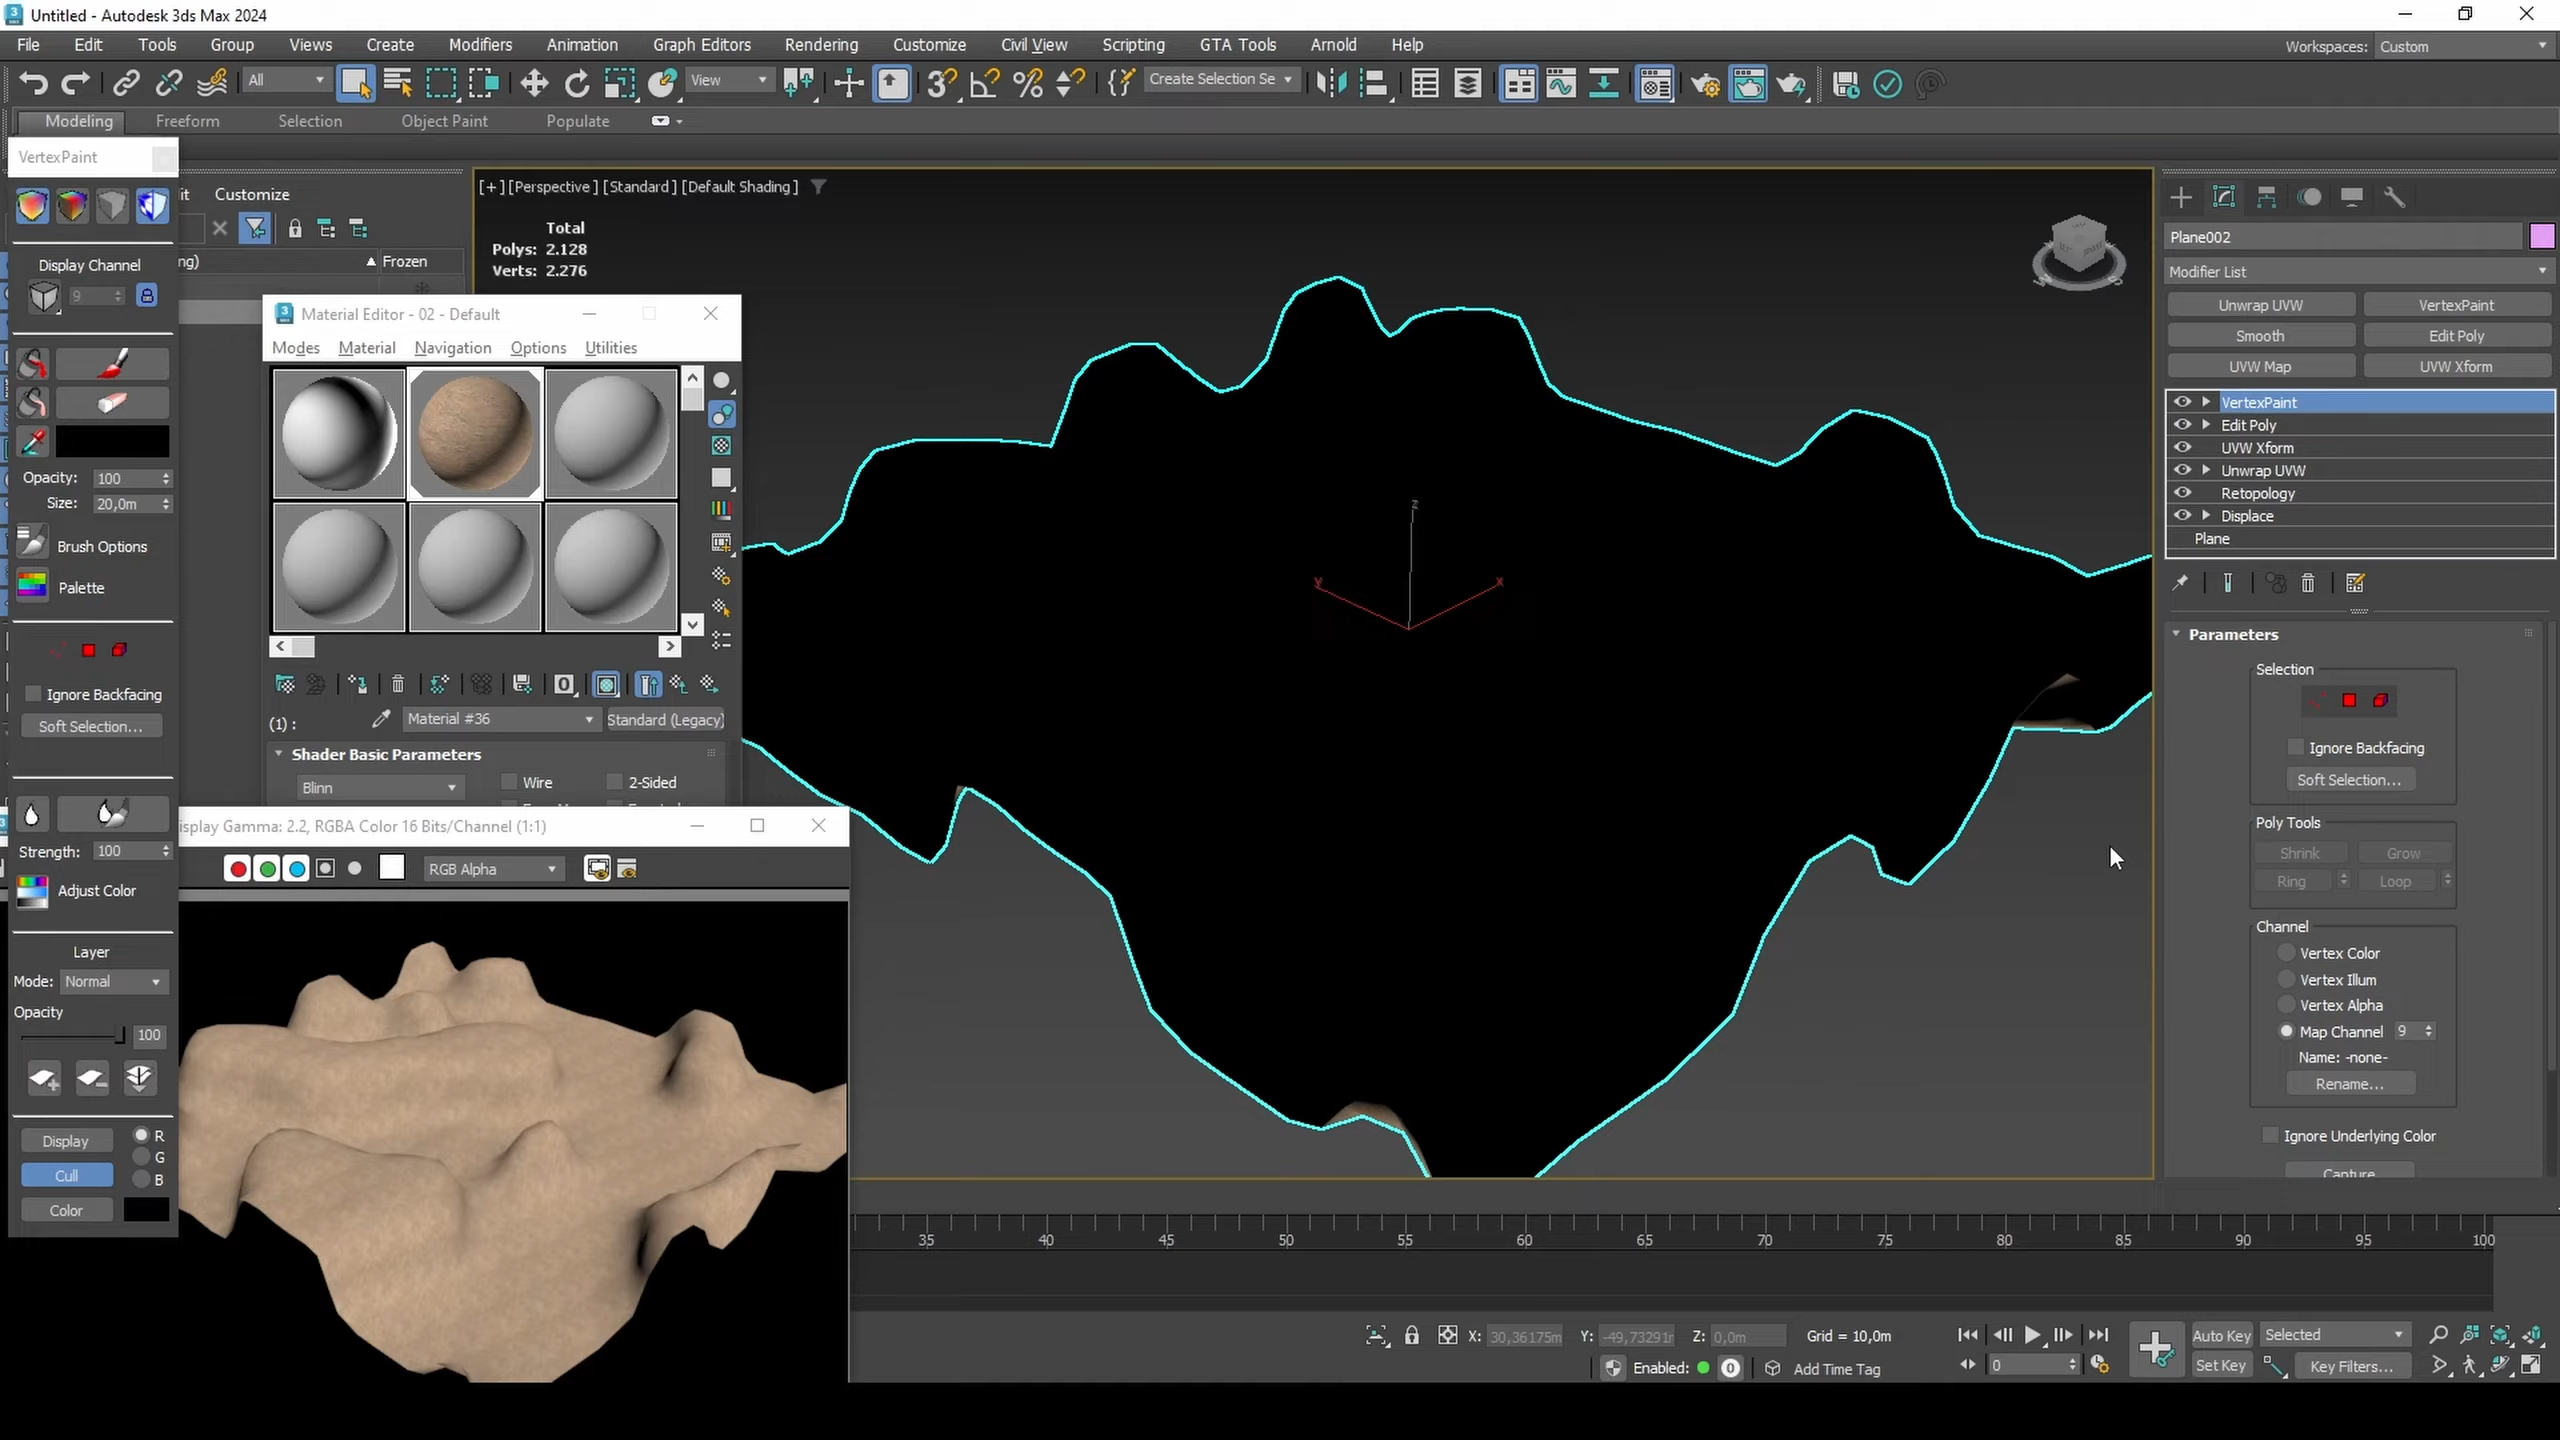 Untitled - Autodesk 3ds Max 2024
File Edit Tools Group Views Create Modifiers Animation Graph Editors Rendering Customize Civil View Scripting GTA Tools Arnold Help
Workspaces: Custom
All View Create Selection Se
Modeling Freeform Selection Object Paint Populate
VertexPaint
it Customize
ng) Frozen
Display Channel
9
Opacity: 100
Size: 20,0m
Brush Options
Palette
Ignore Backfacing
Soft Selection...
Strength: 100
Adjust Color
Layer
Mode: Normal
Opacity
100
Display R
G
Cull B
Color
Material Editor - 02 - Default
Modes Material Navigation Options Utilities
(1) : Material #36 Standard (Legacy)
Shader Basic Parameters
Blinn Wire 2-Sided
isplay Gamma: 2.2, RGBA Color 16 Bits/Channel (1:1)
RGB Alpha
[+] [Perspective] [Standard] [Default Shading]
Total
Polys: 2.128
Verts: 2.276
z
y x
Plane002
Modifier List
Unwrap UVW VertexPaint
Smooth Edit Poly
UVW Map UVW Xform
VertexPaint
Edit Poly
UVW Xform
Unwrap UVW
Retopology
Displace
Plane
Parameters
Selection
Ignore Backfacing
Soft Selection...
Poly Tools
Shrink Grow
Ring Loop
Channel
Vertex Color
Vertex Illum
Vertex Alpha
Map Channel 9
Name: -none-
Rename...
Ignore Underlying Color
Capture
35 40 45 50 55 60 65 70 75 80 85 90 95 100
X: 30,36175m Y: -49,73291m Z: 0,0m Grid = 10,0m
Auto Key Selected
Enabled: 0 Add Time Tag
0
Set Key Key Filters...